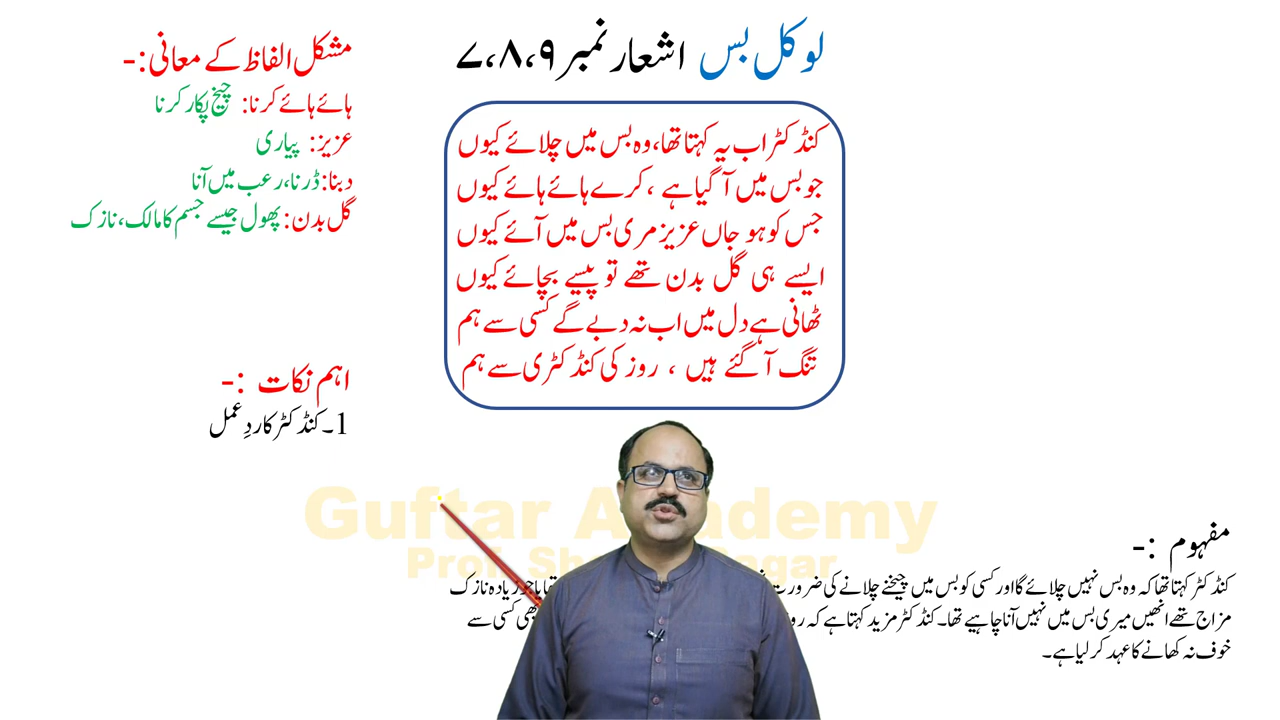 لوکل بس اشعار نمبر ۷،۸،۹
مشکل الفاظ کے معانی :-
ہائے ہائے کرنا: چیخ پکار کرنا
عزیز: پیاری
دبنا: ڈرنا، رعب میں آنا
گل بدن: پھول جیسے جسم کا مالک، نازک
کنڈکٹر اب یہ کہتا تھا، وہ بس میں چلائے کیوں
جو بس میں آ گیا ہے ، کرے ہائے ہائے کیوں
جس کو ہو جاں عزیز مری بس میں آئے کیوں
ایسے ہی گل بدن تھے تو پیسے بچائے کیوں
ٹھانی ہے دل میں اب نہ دبے گے کسی سے ہم
تنگ آ گئے ہیں ، روز کی کنڈکٹری سے ہم
اہم نکات :-
1۔ کنڈکٹر کا ردِ عمل
Guftar Academy
Prof.
مفہوم :-
کنڈکٹر کہتا تھا کہ وہ بس نہیں چلائے گا اور کسی کو بس میں چیخنے چلانے کی ضرورت زیادہ نازک
مزاج تھے انھیں میری بس میں نہیں آنا چاہیے تھا۔ کنڈکٹر مزید کہتا ہے کہ بھی کسی سے
خوف نہ کھانے کا عہد کر لیا ہے۔